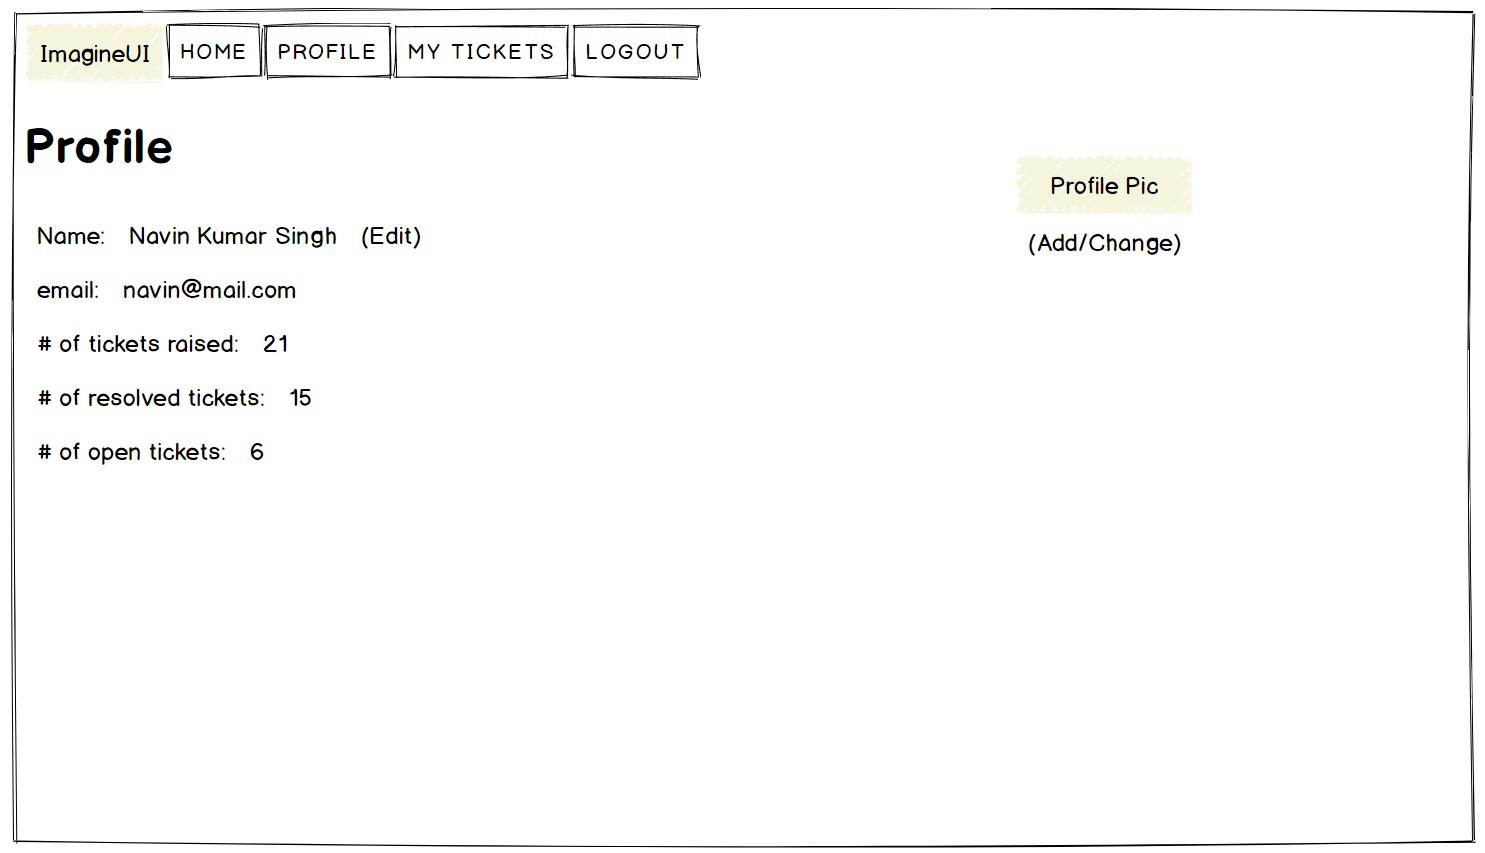 ImagineUI HOME PROFILE MY TICKETS LOGOUT
Profile
Profile Pic
(Add/Change)
Name: Navin Kumar Singh (Edit)
email: navin@mail.com
# of tickets raised: 21
# of resolved tickets: 15
# of open tickets: 6